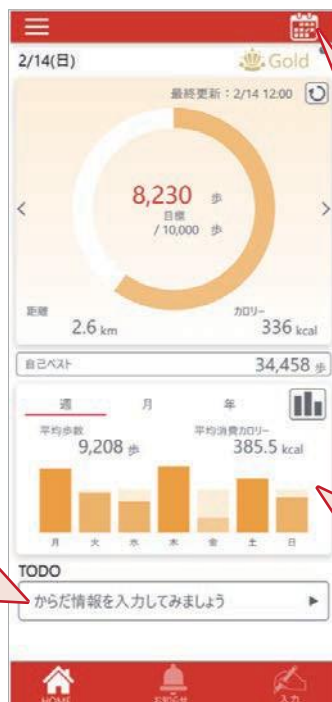 2/14(日)
Gold
最終更新：2/14 12:00
8,230 歩
目標
/ 10,000 歩
距離
カロリー
2.6 km
336 kcal
自己ベスト
34,458 歩
週 月 年
平均歩数
平均消費カロリー
9,208 歩
385.5 kcal
月 火 水 木 金 土 日
TODO
からだ情報を入力してみましょう
HOME
お知らせ
入力